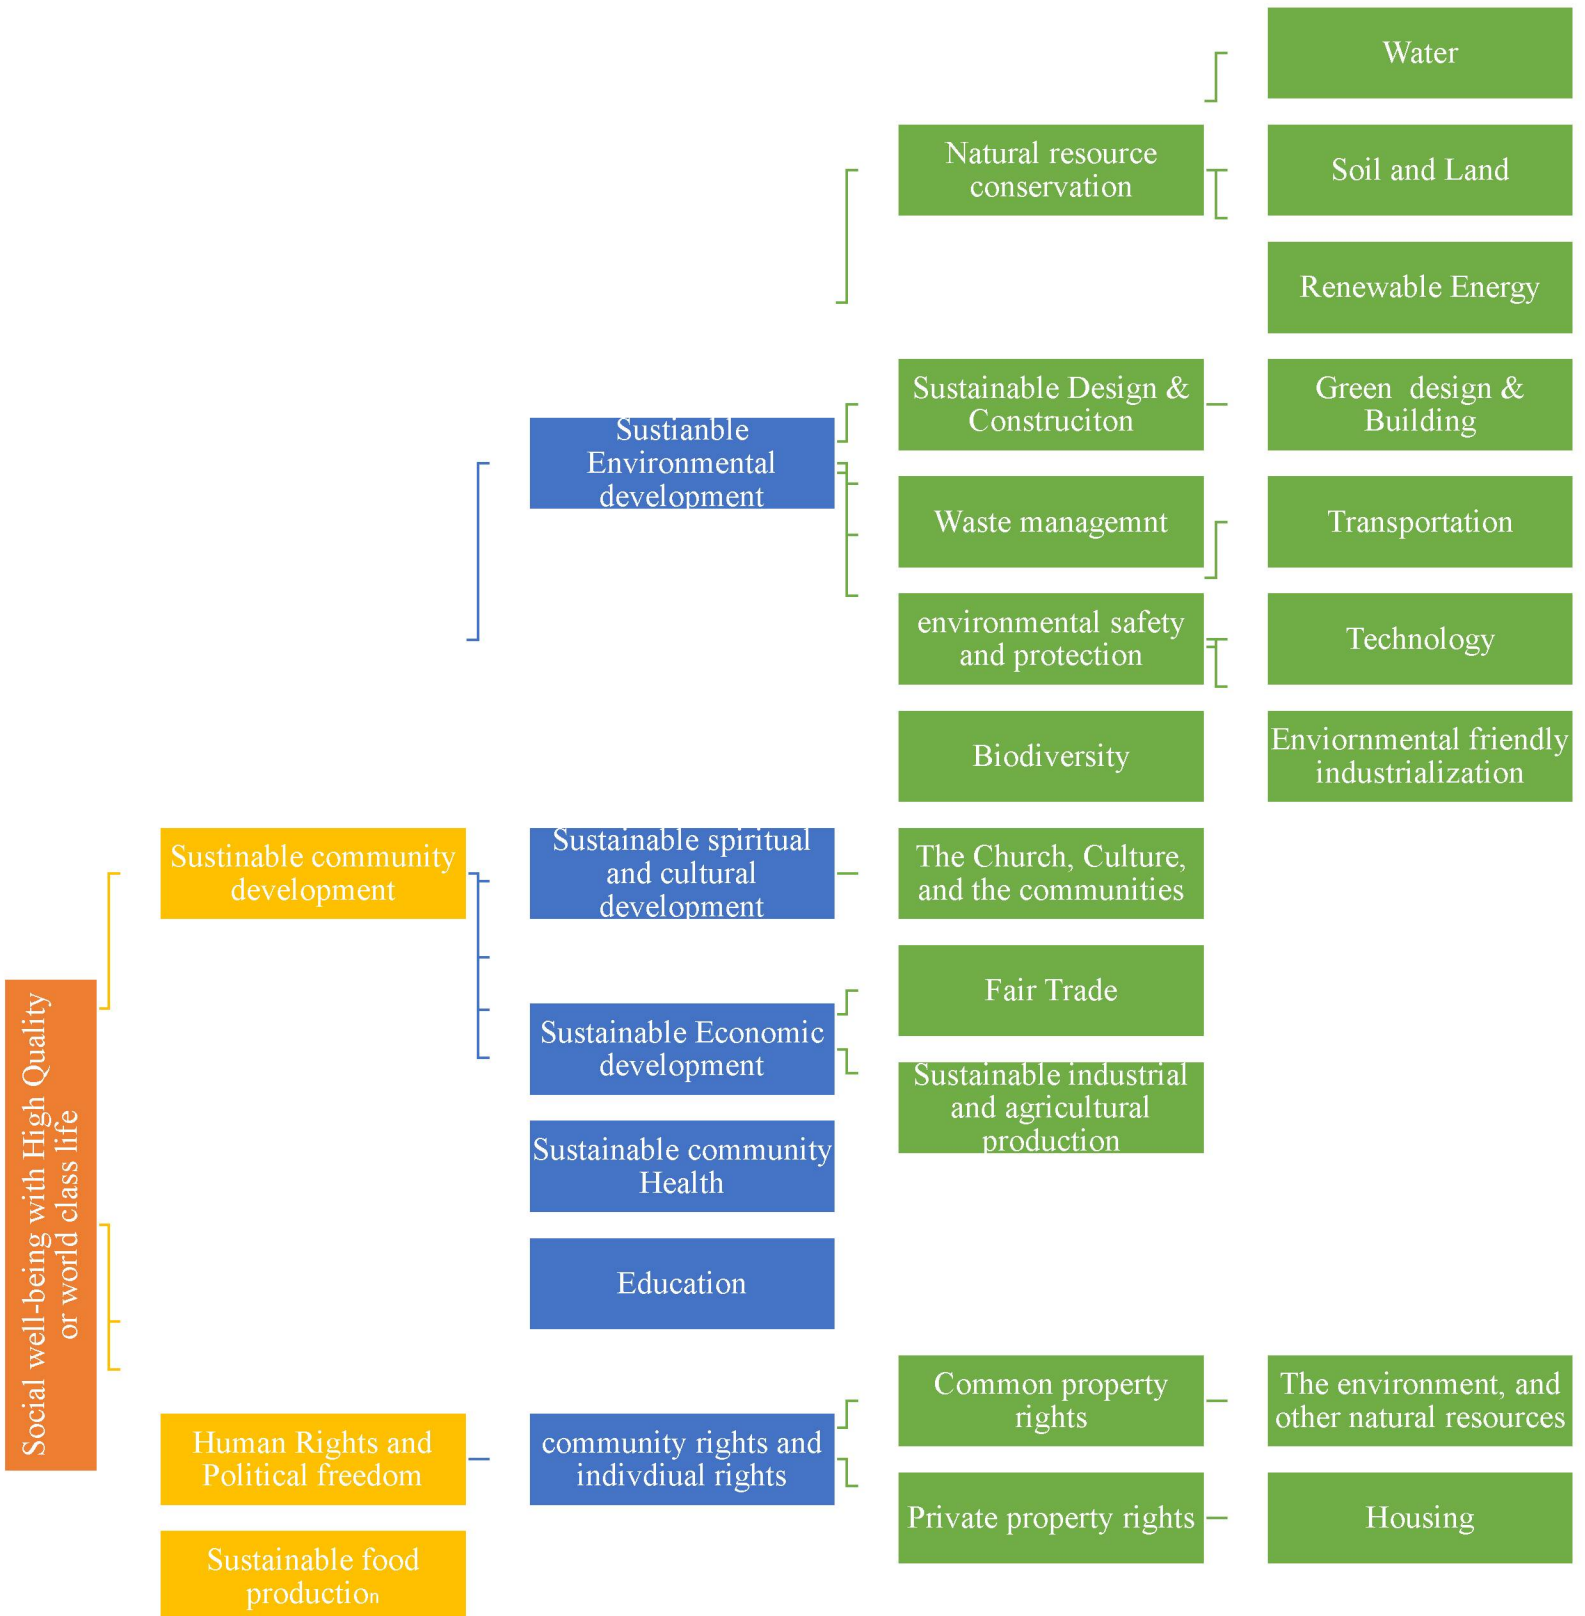 Social well-being with High Quality
or world class life
Sustinable community
development
Sustianble
Environmental
development
Natural resource
conservation
Water
Soil and Land
Renewable Energy
Sustainable Design &
Construciton
Green design &
Building
Waste managemnt
environmental safety
and protection
Transportation
Technology
Enviornmental friendly
industrialization
Biodiversity
Sustainable spiritual
and cultural
development
The Church, Culture,
and the communities
Sustainable Economic
development
Fair Trade
Sustainable industrial
and agricultural
production
Sustainable community
Health
Education
Human Rights and
Political freedom
community rights and
indivdiual rights
Common property
rights
The environment, and
other natural resources
Private property rights
Housing
Sustainable food
production